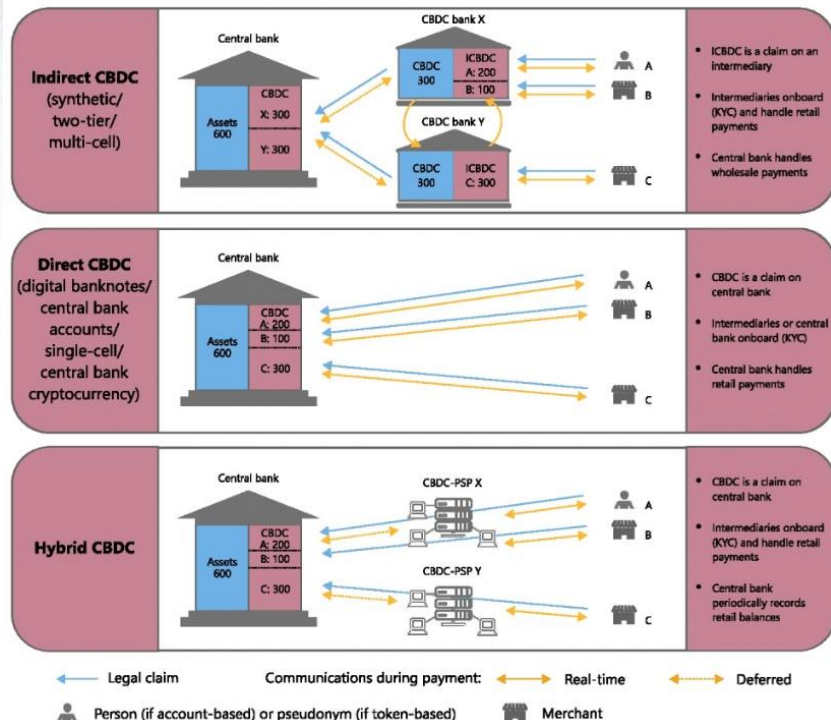 Indirect CBDC
(synthetic/
two-tier/
multi-cell)
Central bank
Assets
600
CBDC
X: 300
Y: 300
CBDC bank X
CBDC
300
ICBDC
A: 200
B: 100
CBDC bank Y
CBDC
300
ICBDC
C: 300
A
B
C
• ICBDC is a claim on an
intermediary
• Intermediaries onboard
(KYC) and handle retail
payments
• Central bank handles
wholesale payments
Direct CBDC
(digital banknotes/
central bank
accounts/
single-cell/
central bank
cryptocurrency)
Central bank
Assets
600
CBDC
A: 200
B: 100
C: 300
A
B
C
• CBDC is a claim on
central bank
• Intermediaries or central
bank onboard (KYC)
• Central bank handles
retail payments
Hybrid CBDC
Central bank
Assets
600
CBDC
A: 200
B: 100
C: 300
CBDC-PSP X
CBDC-PSP Y
A
B
C
• CBDC is a claim on
central bank
• Intermediaries onboard
(KYC) and handle retail
payments
• Central bank
periodically records
retail balances
Legal claim Communications during payment: Real-time Deferred
Person (if account-based) or pseudonym (if token-based) Merchant